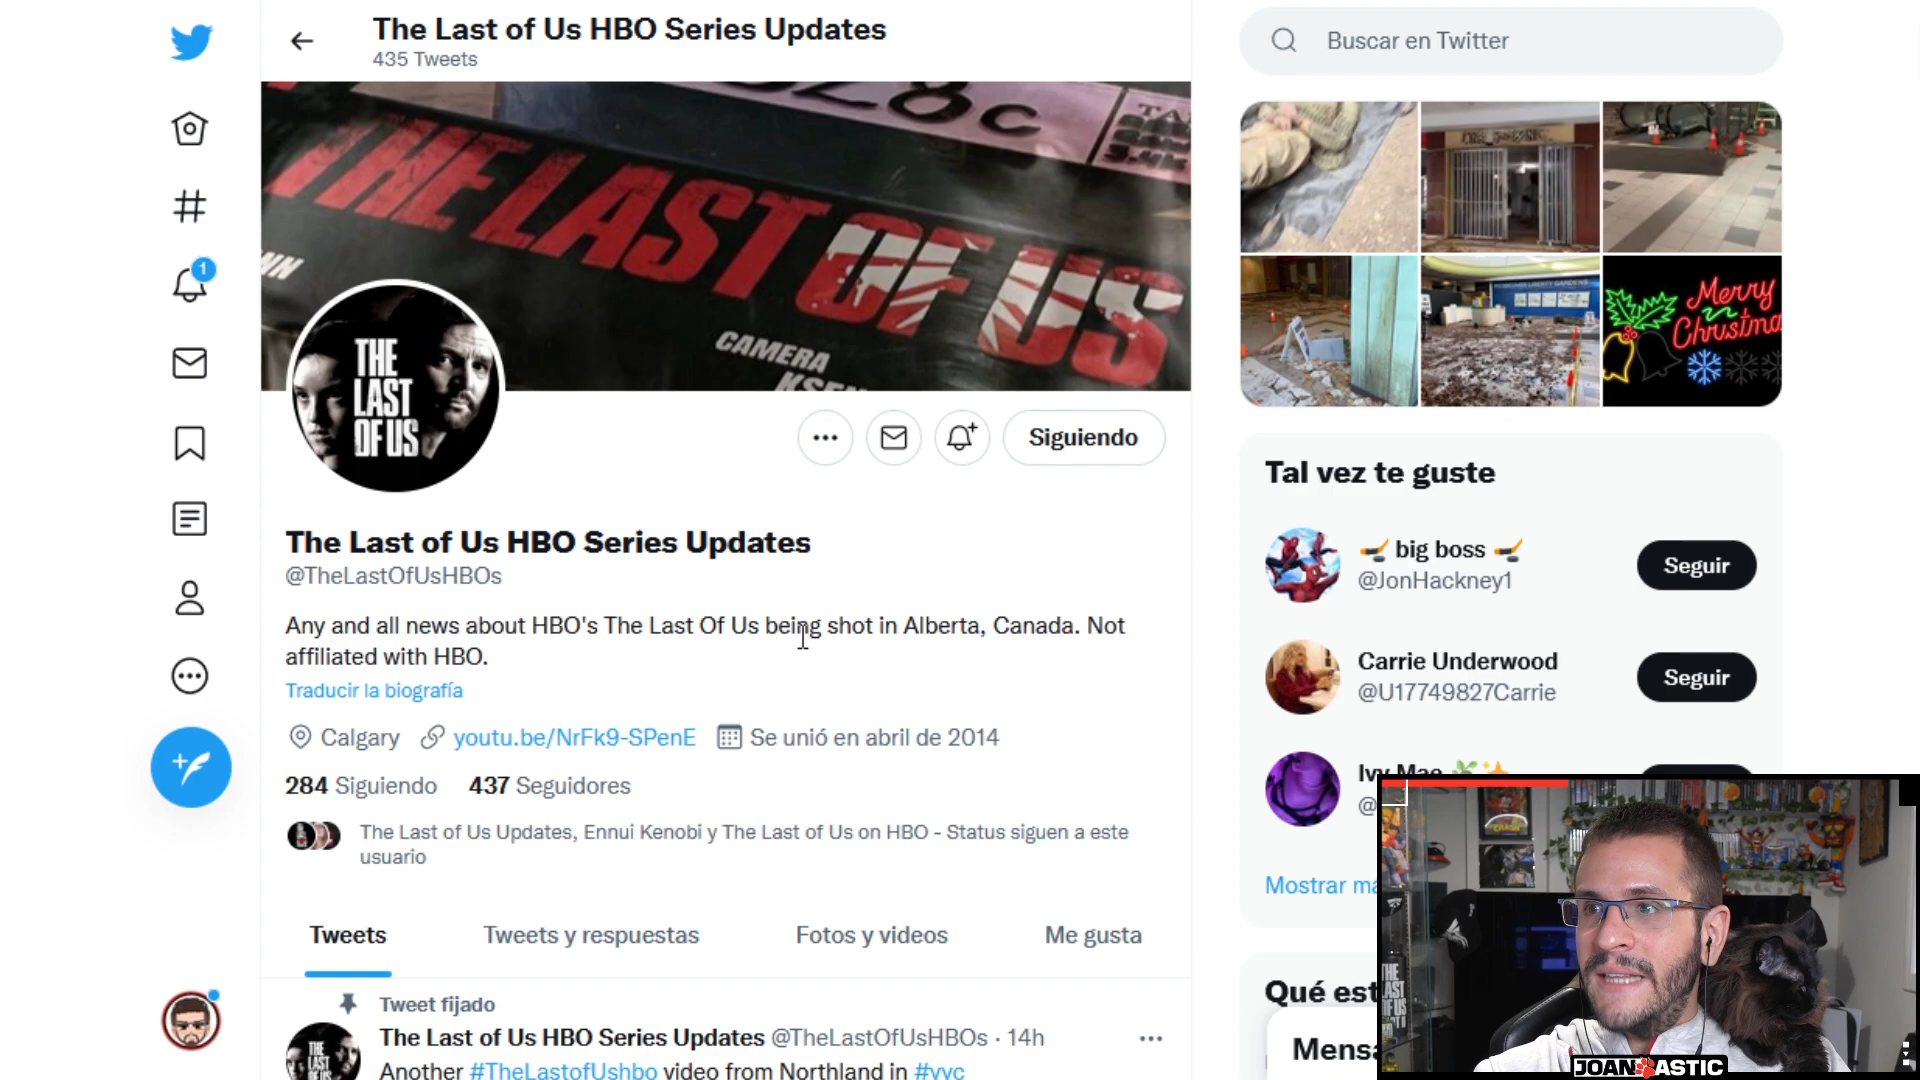 The Last of Us HBO Series Updates
435 Tweets
Buscar en Twitter
28c
THE LAST OF US
CAMERA
THE
LAST
OF US
Merry
1
Siguiendo
The Last of Us HBO Series Updates
@TheLastOfUsHBOs
Any and all news about HBO's The Last Of Us being shot in Alberta, Canada. Not
affiliated with HBO.
Traducir la biografía
Calgary youtu.be/NrFk9-SPenE Se unió en abril de 2014
284 Siguiendo 437 Seguidores
The Last of Us Updates, Ennui Kenobi y The Last of Us on HBO - Status siguen a este
usuario
Tweets Tweets y respuestas Fotos y videos Me gusta
Tweet fijado
The Last of Us HBO Series Updates @TheLastOfUsHBOs · 14h
Another #TheLastofUshbo video from Northland in #yyc
Tal vez te guste
big boss
@JonHackney1
Seguir
Carrie Underwood
@U17749827Carrie
Seguir
Ivy Mae
@
Mostrar
Qué
JOANTASTIC